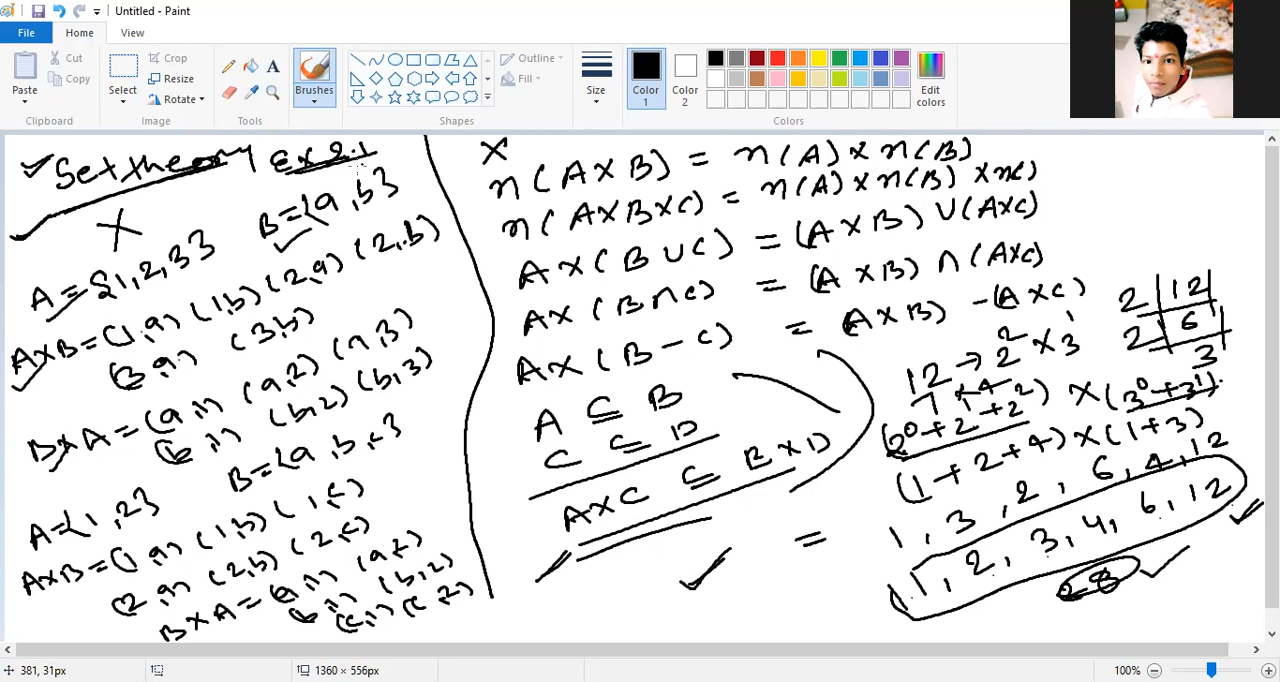 Untitled - Paint
File Home View
Paste Cut Copy Clipboard
Select Crop Resize Rotate Image
Tools
Brushes
Outline Fill Shapes
Size
Color 1 Color 2 Edit colors Colors
Set theory Ex 2.1
X
A = {1, 2, 3} B = {a, b}
A×B = (1,a) (1,b) (2,a) (2,b)
(3,a) (3,b)
B×A = (a,1) (a,2) (a,3)
(b,1) (b,2) (b,3)
A={1,2} B={a,b,c}
A×B = (1,a) (1,b) (1,c)
(2,a) (2,b) (2,c)
B×A = (a,1) (a,2)
(b,1) (b,2)
(c,1) (c,2)
X
n(A×B) = n(A)×n(B)
n(A×B×C) = n(A)×n(B)×n(C)
A×(B∪C) = (A×B)∪(A×C)
A×(B∩C) = (A×B)∩(A×C)
A×(B-C) = (A×B)-(A×C)
A ⊆ B
C ⊆ D
A×C ⊆ B×D
2 | 12
2 | 6
3
12 → 2² × 3¹
(2⁰+2¹+2²) × (3⁰+3¹)
(1+2+4)×(1+3)
1, 3, 2, 6, 4, 12
= 1, 2, 3, 4, 6, 12
28
381, 31px 1360 × 556px 100%